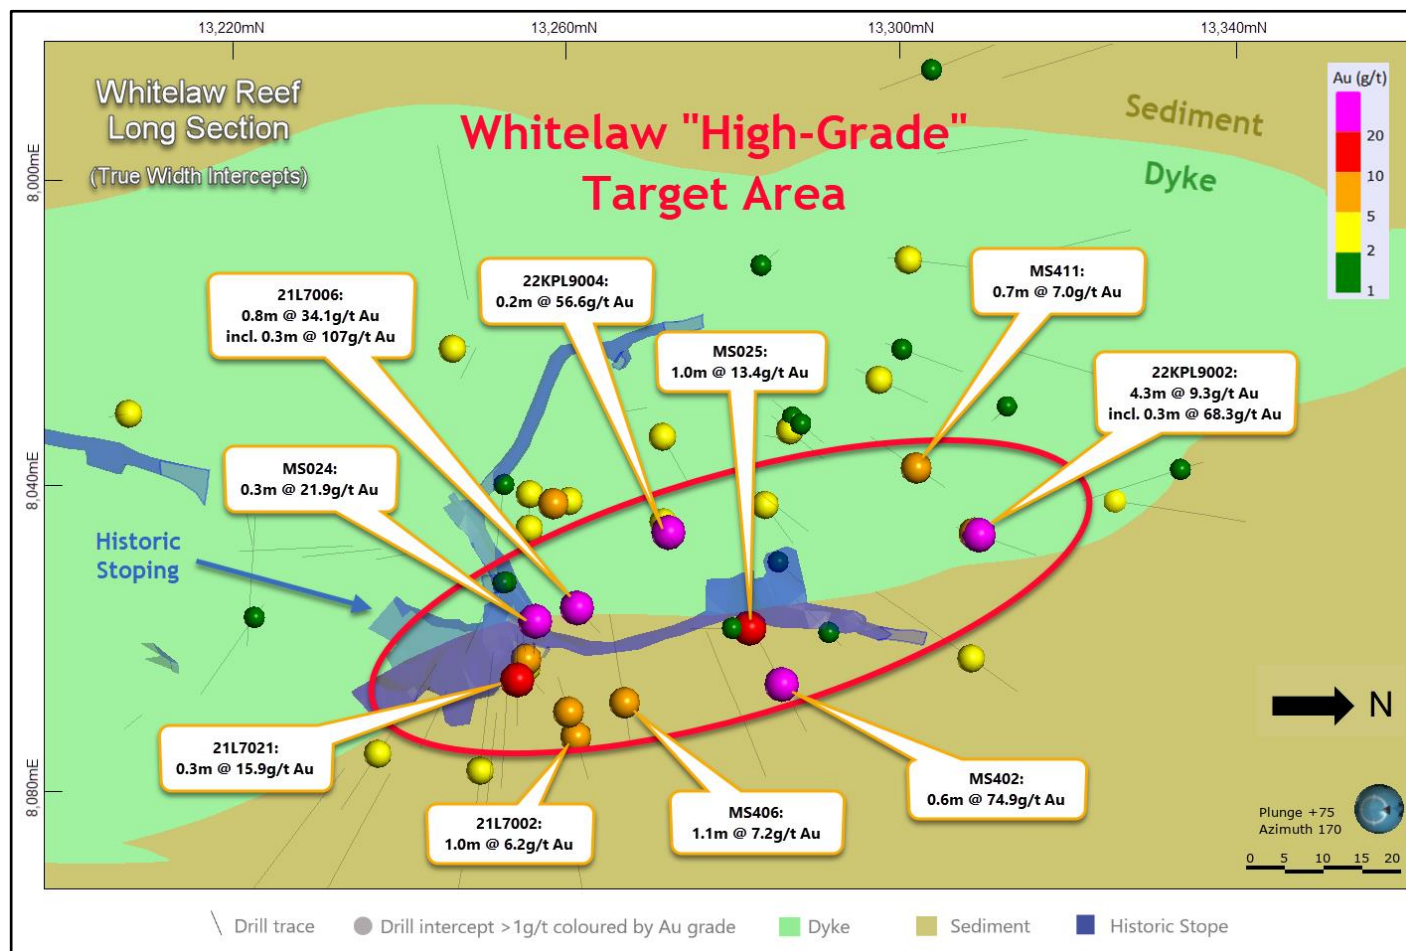 13,220mN
13,260mN
13,300mN
13,340mN
Whitelaw Reef
Long Section
(True Width Intercepts)
Whitelaw "High-Grade"
Target Area
Sediment
Dyke
Au (g/t)
20
10
5
2
1
8,000mE
8,040mE
8,080mE
21L7006:
0.8m @ 34.1g/t Au
incl. 0.3m @ 107g/t Au
22KPL9004:
0.2m @ 56.6g/t Au
MS025:
1.0m @ 13.4g/t Au
MS411:
0.7m @ 7.0g/t Au
22KPL9002:
4.3m @ 9.3g/t Au
incl. 0.3m @ 68.3g/t Au
MS024:
0.3m @ 21.9g/t Au
Historic
Stoping
21L7021:
0.3m @ 15.9g/t Au
21L7002:
1.0m @ 6.2g/t Au
MS406:
1.1m @ 7.2g/t Au
MS402:
0.6m @ 74.9g/t Au
N
Plunge +75
Azimuth 170
0 5 10 15 20
Drill trace
Drill intercept >1g/t coloured by Au grade
Dyke
Sediment
Historic Stope